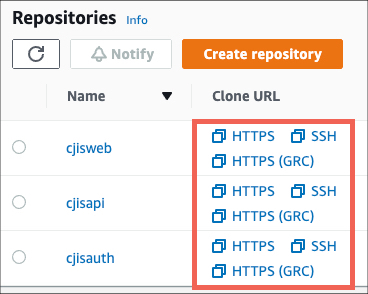 Repositories Info
Notify Create repository
Name Clone URL
cjisweb HTTPS SSH
HTTPS (GRC)
cjisapi HTTPS SSH
HTTPS (GRC)
cjisauth HTTPS SSH
HTTPS (GRC)